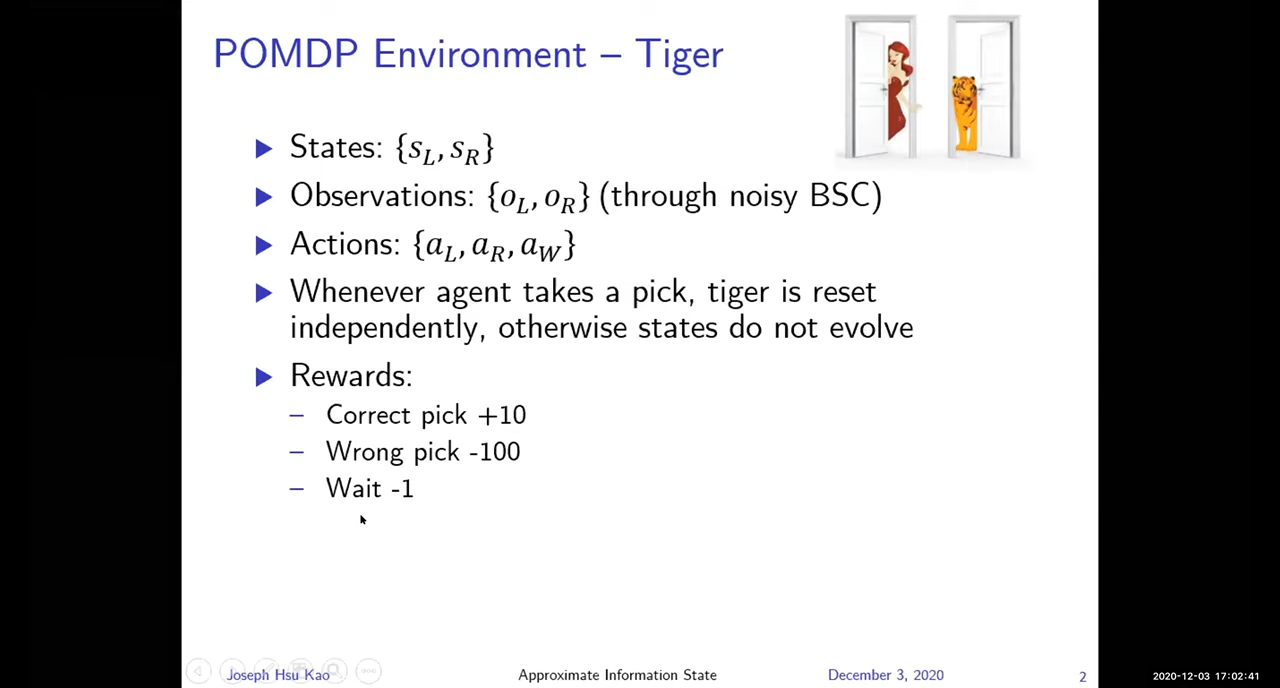 POMDP Environment – Tiger
▶ States: {s_L, s_R}
▶ Observations: {o_L, o_R} (through noisy BSC)
▶ Actions: {a_L, a_R, a_W}
▶ Whenever agent takes a pick, tiger is reset
independently, otherwise states do not evolve
▶ Rewards:
– Correct pick +10
– Wrong pick -100
– Wait -1
Joseph Hsu Kao Approximate Information State December 3, 2020 2
2020-12-03 17:02:41